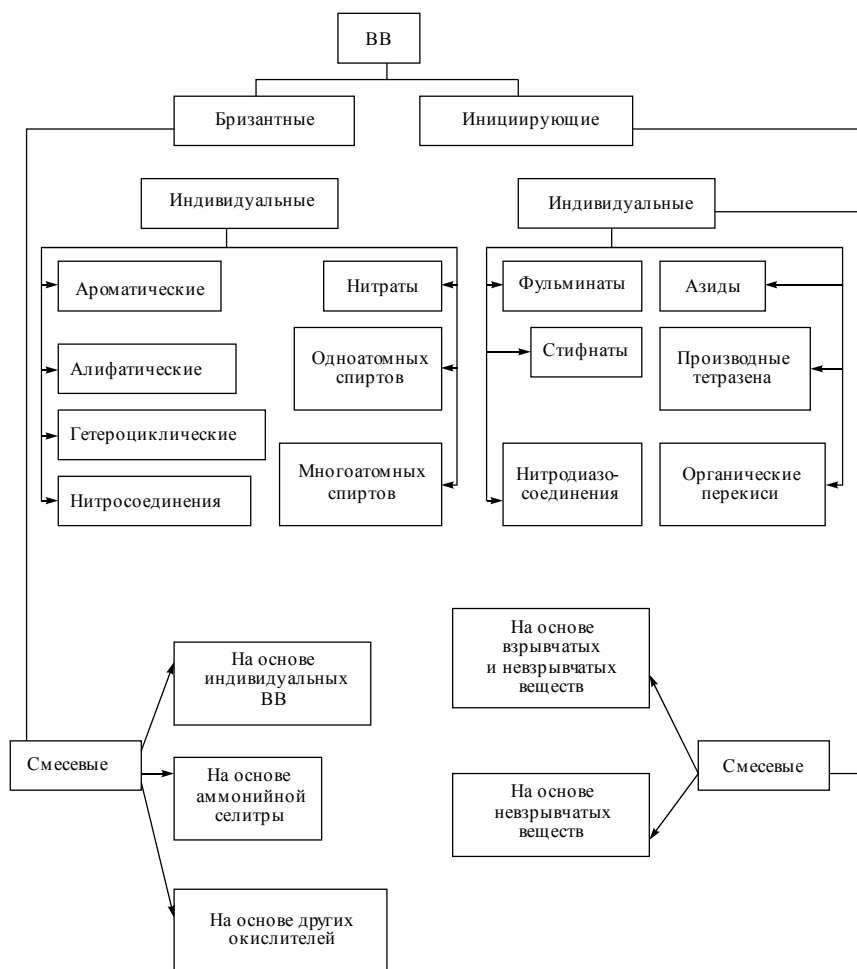 ВВ
Бризантные
Инициирующие
Индивидуальные
Индивидуальные
Ароматические
Нитраты
Фульминаты
Азиды
Алифатические
Одноатомных
спиртов
Стифнаты
Производные
тетразена
Гетероциклические
Нитросоединения
Многоатомных
спиртов
Нитродиазо-
соединения
Органические
перекиси
На основе
индивидуальных
ВВ
На основе
взрывчатых
и невзрывчатых
веществ
Смесевые
На основе
аммонийной
селитры
На основе
невзрывчатых
веществ
Смесевые
На основе других
окислителей